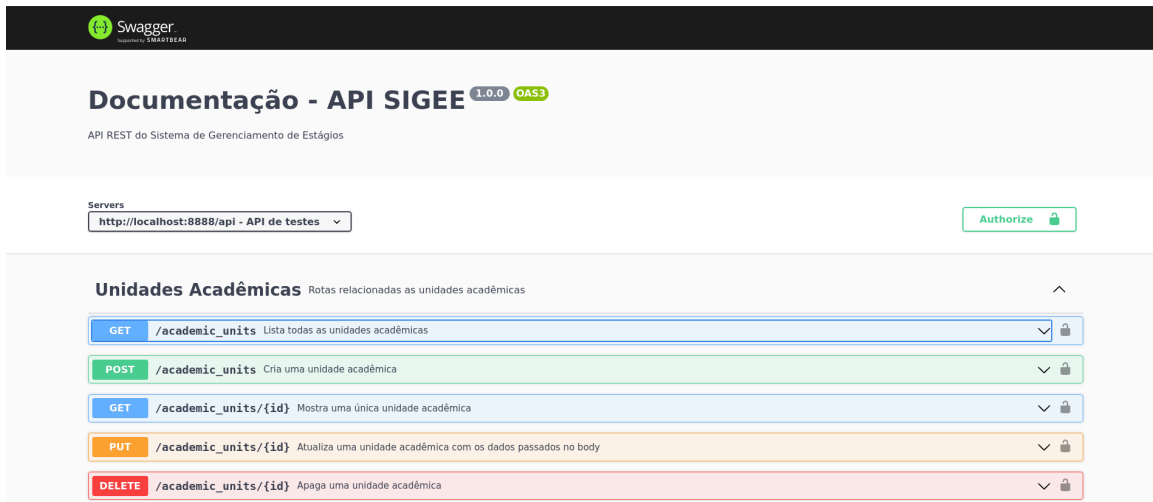 Swagger.
Supported by SMARTBEAR
Documentação - API SIGEE 1.0.0 OAS3
API REST do Sistema de Gerenciamento de Estágios
Servers
http://localhost:8888/api - API de testes
Authorize
Unidades Acadêmicas Rotas relacionadas as unidades acadêmicas
GET /academic_units Lista todas as unidades acadêmicas
POST /academic_units Cria uma unidade acadêmica
GET /academic_units/{id} Mostra uma única unidade acadêmica
PUT /academic_units/{id} Atualiza uma unidade acadêmica com os dados passados no body
DELETE /academic_units/{id} Apaga uma unidade acadêmica